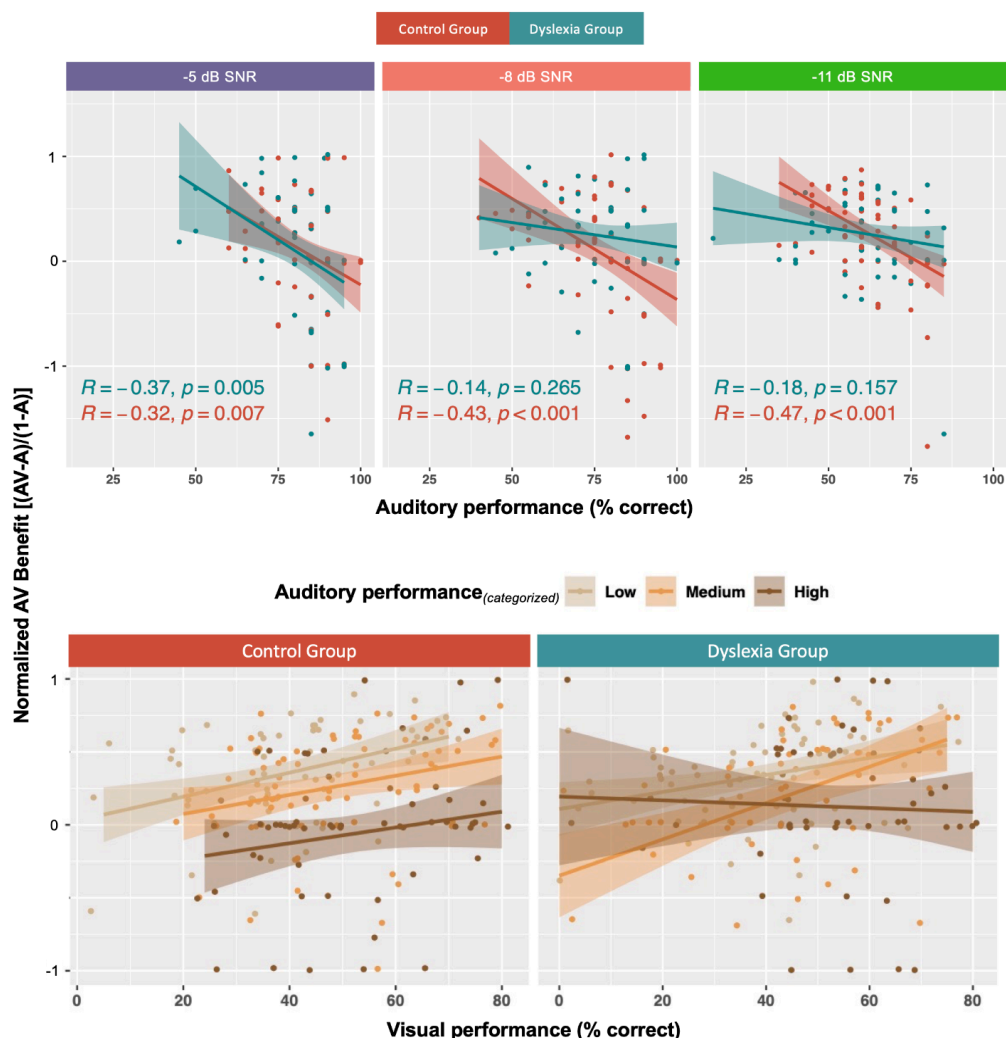 Control Group Dyslexia Group
-5 dB SNR -8 dB SNR -11 dB SNR
1
0
-1
R = −0.37, p = 0.005 R = −0.14, p = 0.265 R = −0.18, p = 0.157
R = −0.32, p = 0.007 R = −0.43, p < 0.001 R = −0.47, p < 0.001
25 50 75 100 25 50 75 100 25 50 75 100
Auditory performance (% correct)
Normalized AV Benefit [(AV-A)/(1-A)]
Auditory performance(categorized) Low Medium High
Control Group Dyslexia Group
1
0
-1
0 20 40 60 80 0 20 40 60 80
Visual performance (% correct)